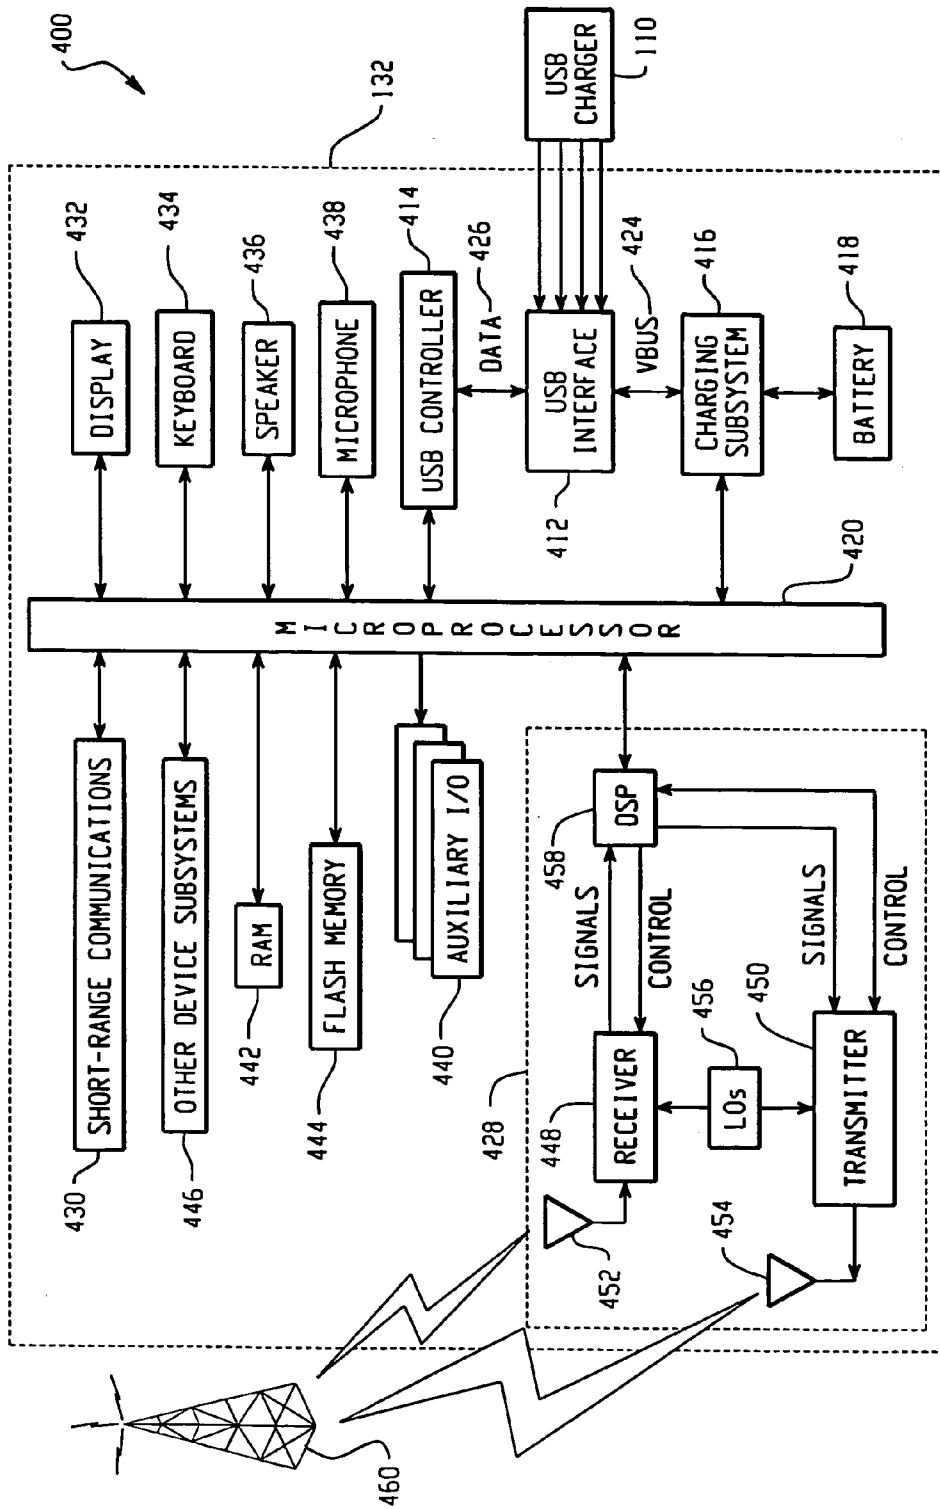 400
430
SHORT-RANGE COMMUNICATIONS
DISPLAY
432
132
446
OTHER DEVICE SUBSYSTEMS
KEYBOARD
434
442
RAM
SPEAKER
436
444
FLASH MEMORY
MICROPHONE
438
440
AUXILIARY I/O
USB CONTROLLER
414
MICROPROCESSOR
460
428
DATA
426
448
458
412
USB
INTERFACE
USB
CHARGER
110
452
RECEIVER
SIGNALS
CONTROL
DSP
VBUS
424
456
LOs
454
450
CHARGING
SUBSYSTEM
416
TRANSMITTER
SIGNALS
CONTROL
420
BATTERY
418